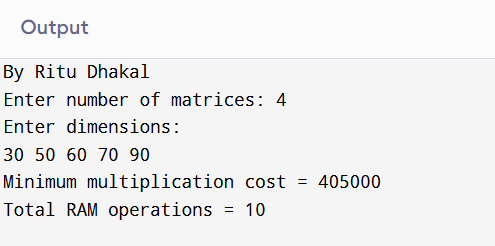 Output
By Ritu Dhakal
Enter number of matrices: 4
Enter dimensions:
30 50 60 70 90
Minimum multiplication cost = 405000
Total RAM operations = 10